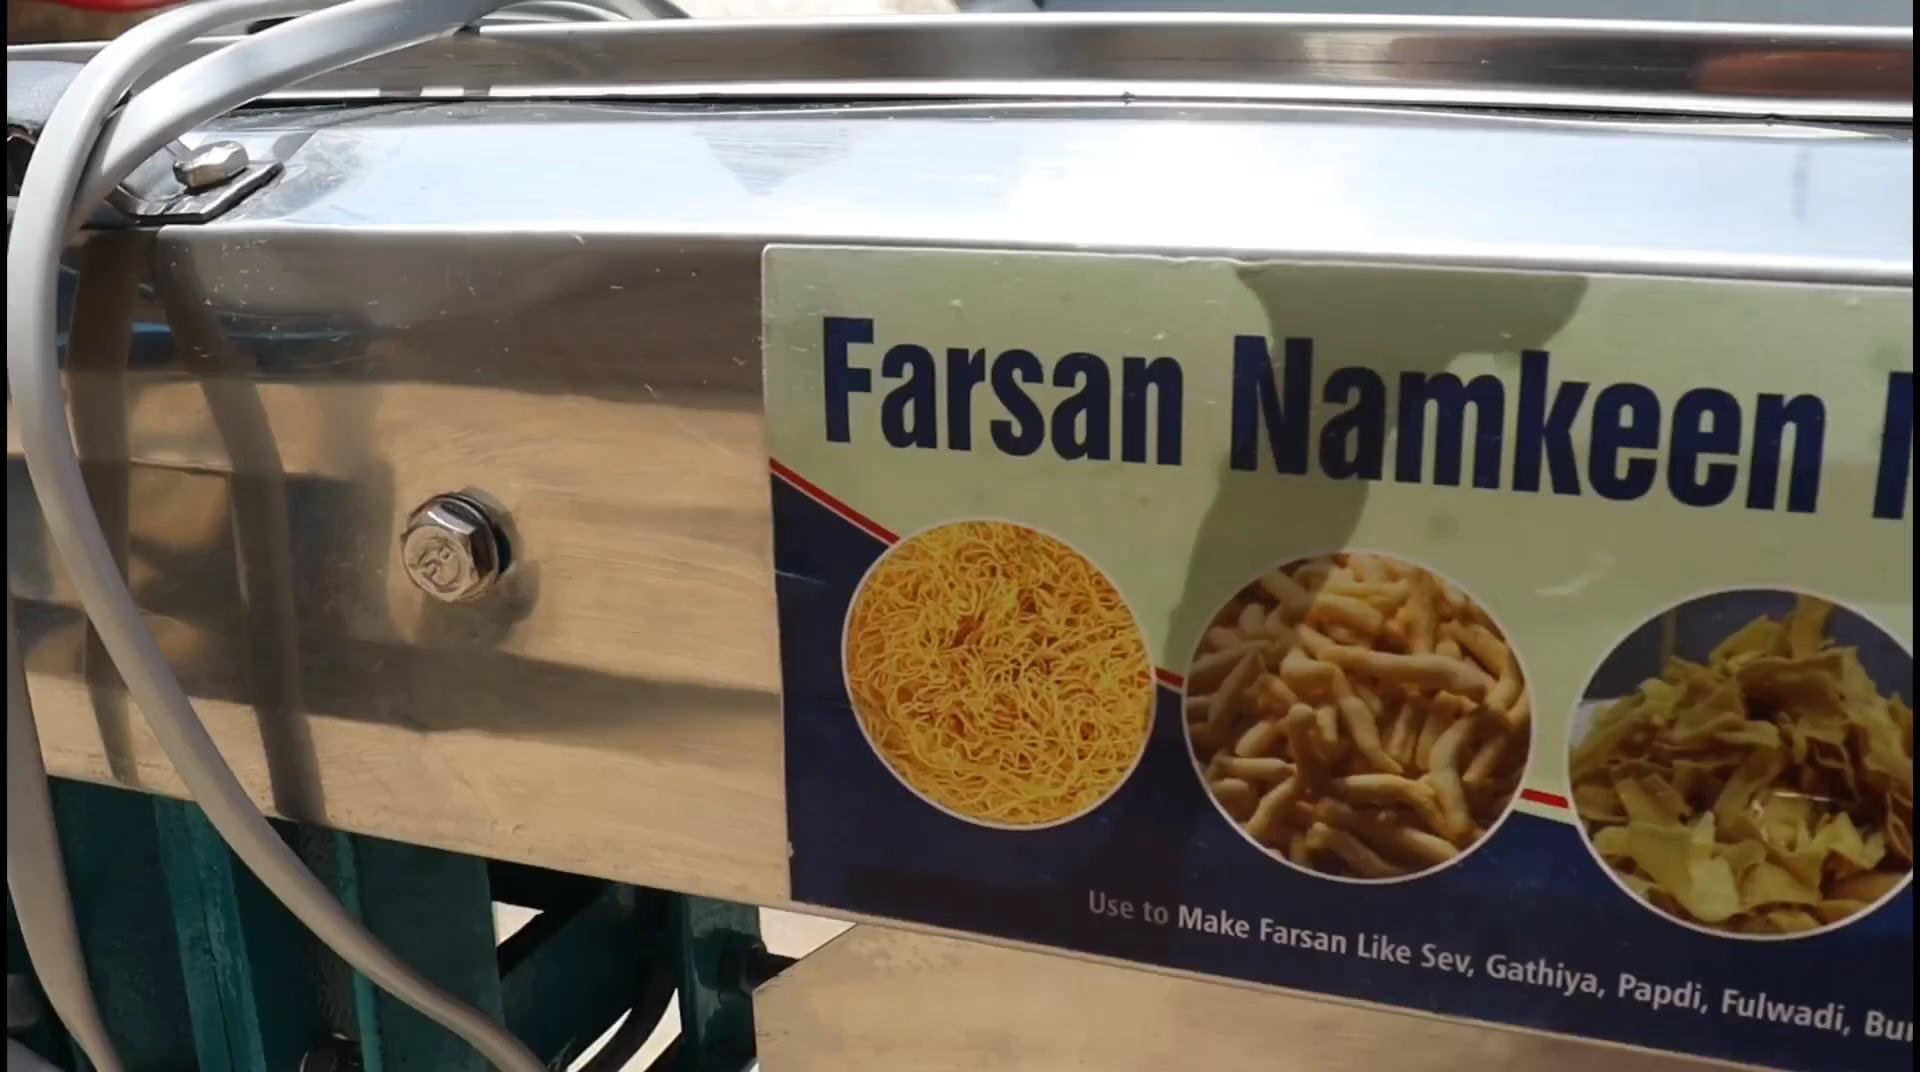 Farsan Namkeen
Use to Make Farsan Like Sev, Gathiya, Papdi, Fulwadi,